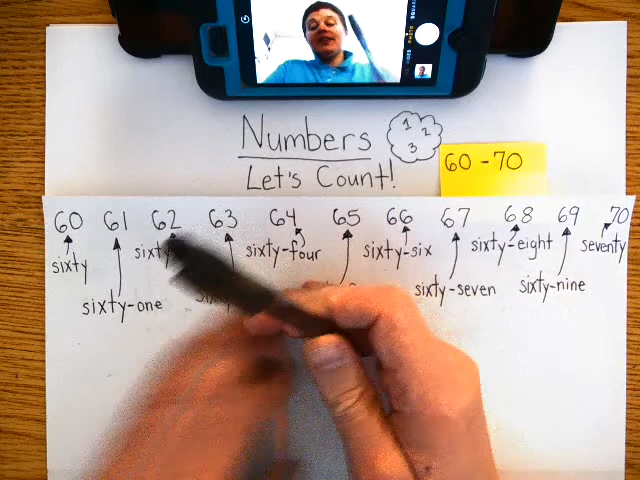 Numbers
1 2
3
Let's Count!
60 - 70
60 61 62 63 64 65 66 67 68 69 70
sixty sixty-four sixty-six sixty-eight seventy
sixty-one sixty-seven sixty-nine